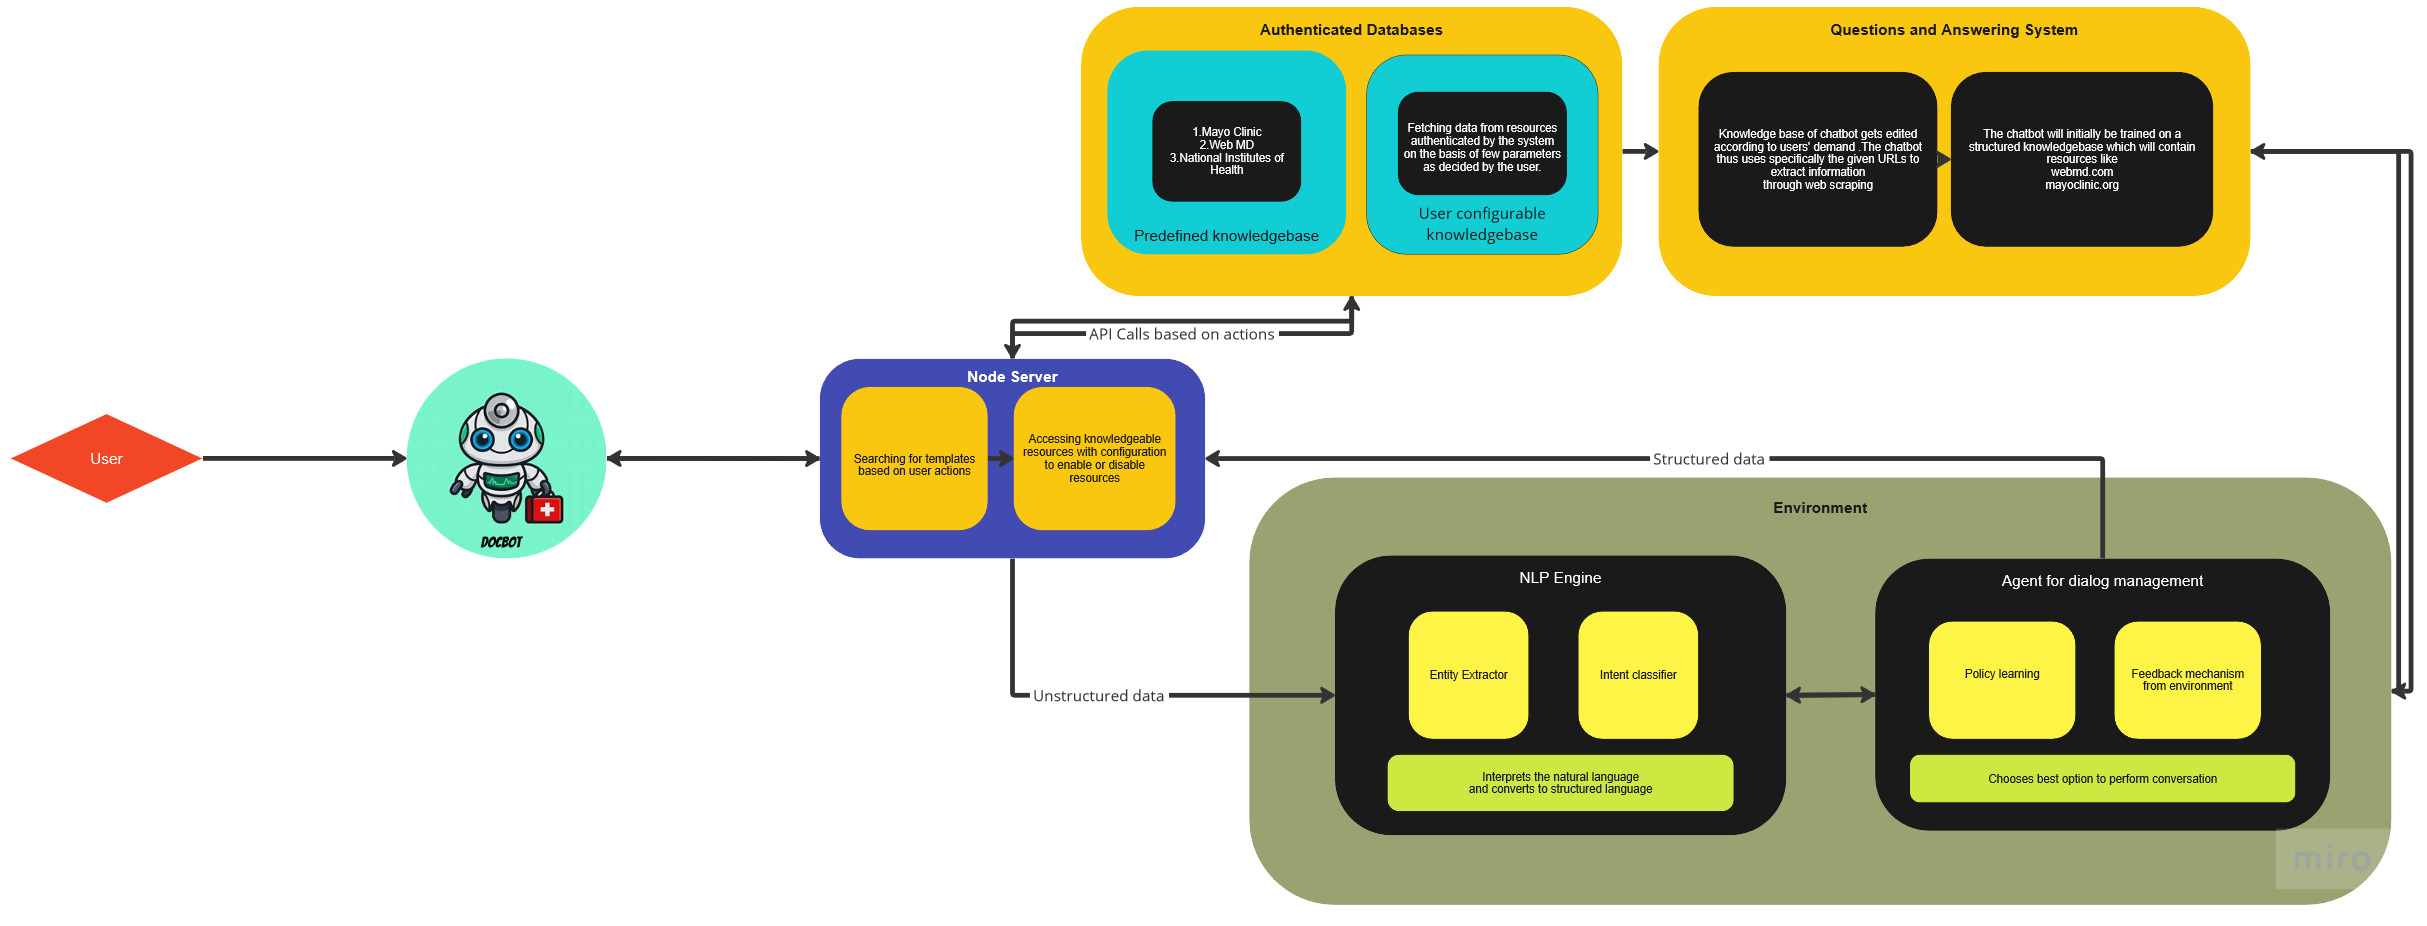 Authenticated Databases
1.Mayo Clinic
2.Web MD
3.National Institutes of
Health
Predefined knowledgebase
Fetching data from resources
authenticated by the system
on the basis of few parameters
as decided by the user.
User configurable
knowledgebase
Questions and Answering System
Knowledge base of chatbot gets edited
according to users' demand .The chatbot
thus uses specifically the given URLs to
extract information
through web scraping
The chatbot will initially be trained on a
structured knowledgebase which will contain
resources like
webmd.com
mayoclinic.org
API Calls based on actions
User
DOCBOT
Node Server
Searching for templates
based on user actions
Accessing knowledgeable
resources with configuration
to enable or disable
resources
Structured data
Unstructured data
Environment
NLP Engine
Entity Extractor
Intent classifier
Interprets the natural language
and converts to structured language
Agent for dialog management
Policy learning
Feedback mechanism
from environment
Chooses best option to perform conversation
miro